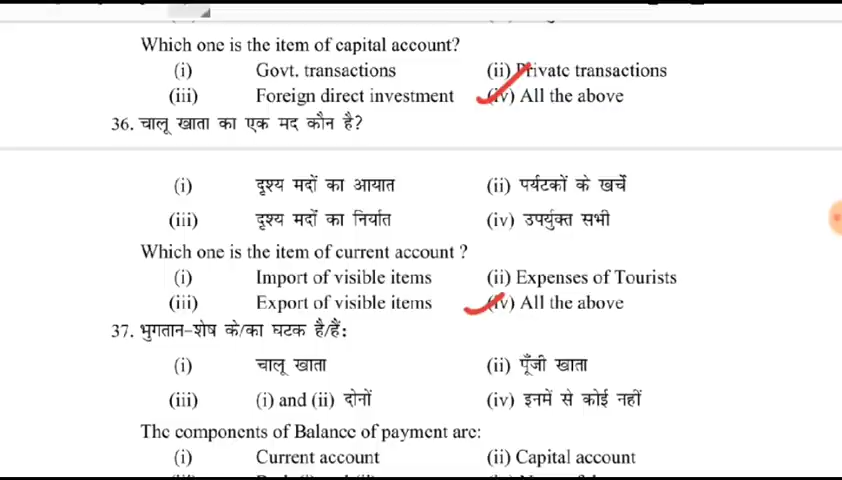 Which one is the item of capital account?
(i) Govt. transactions (ii) Private transactions
(iii) Foreign direct investment (iv) All the above
36. चालू खाता का एक मद कौन है?
(i) दृश्य मदों का आयात (ii) पर्यटकों के खर्चे
(iii) दृश्य मदों का निर्यात (iv) उपर्युक्त सभी
Which one is the item of current account ?
(i) Import of visible items (ii) Expenses of Tourists
(iii) Export of visible items (iv) All the above
37. भुगतान-शेष के/का घटक है/हैं:
(i) चालू खाता (ii) पूँजी खाता
(iii) (i) and (ii) दोनों (iv) इनमें से कोई नहीं
The components of Balance of payment are:
(i) Current account (ii) Capital account